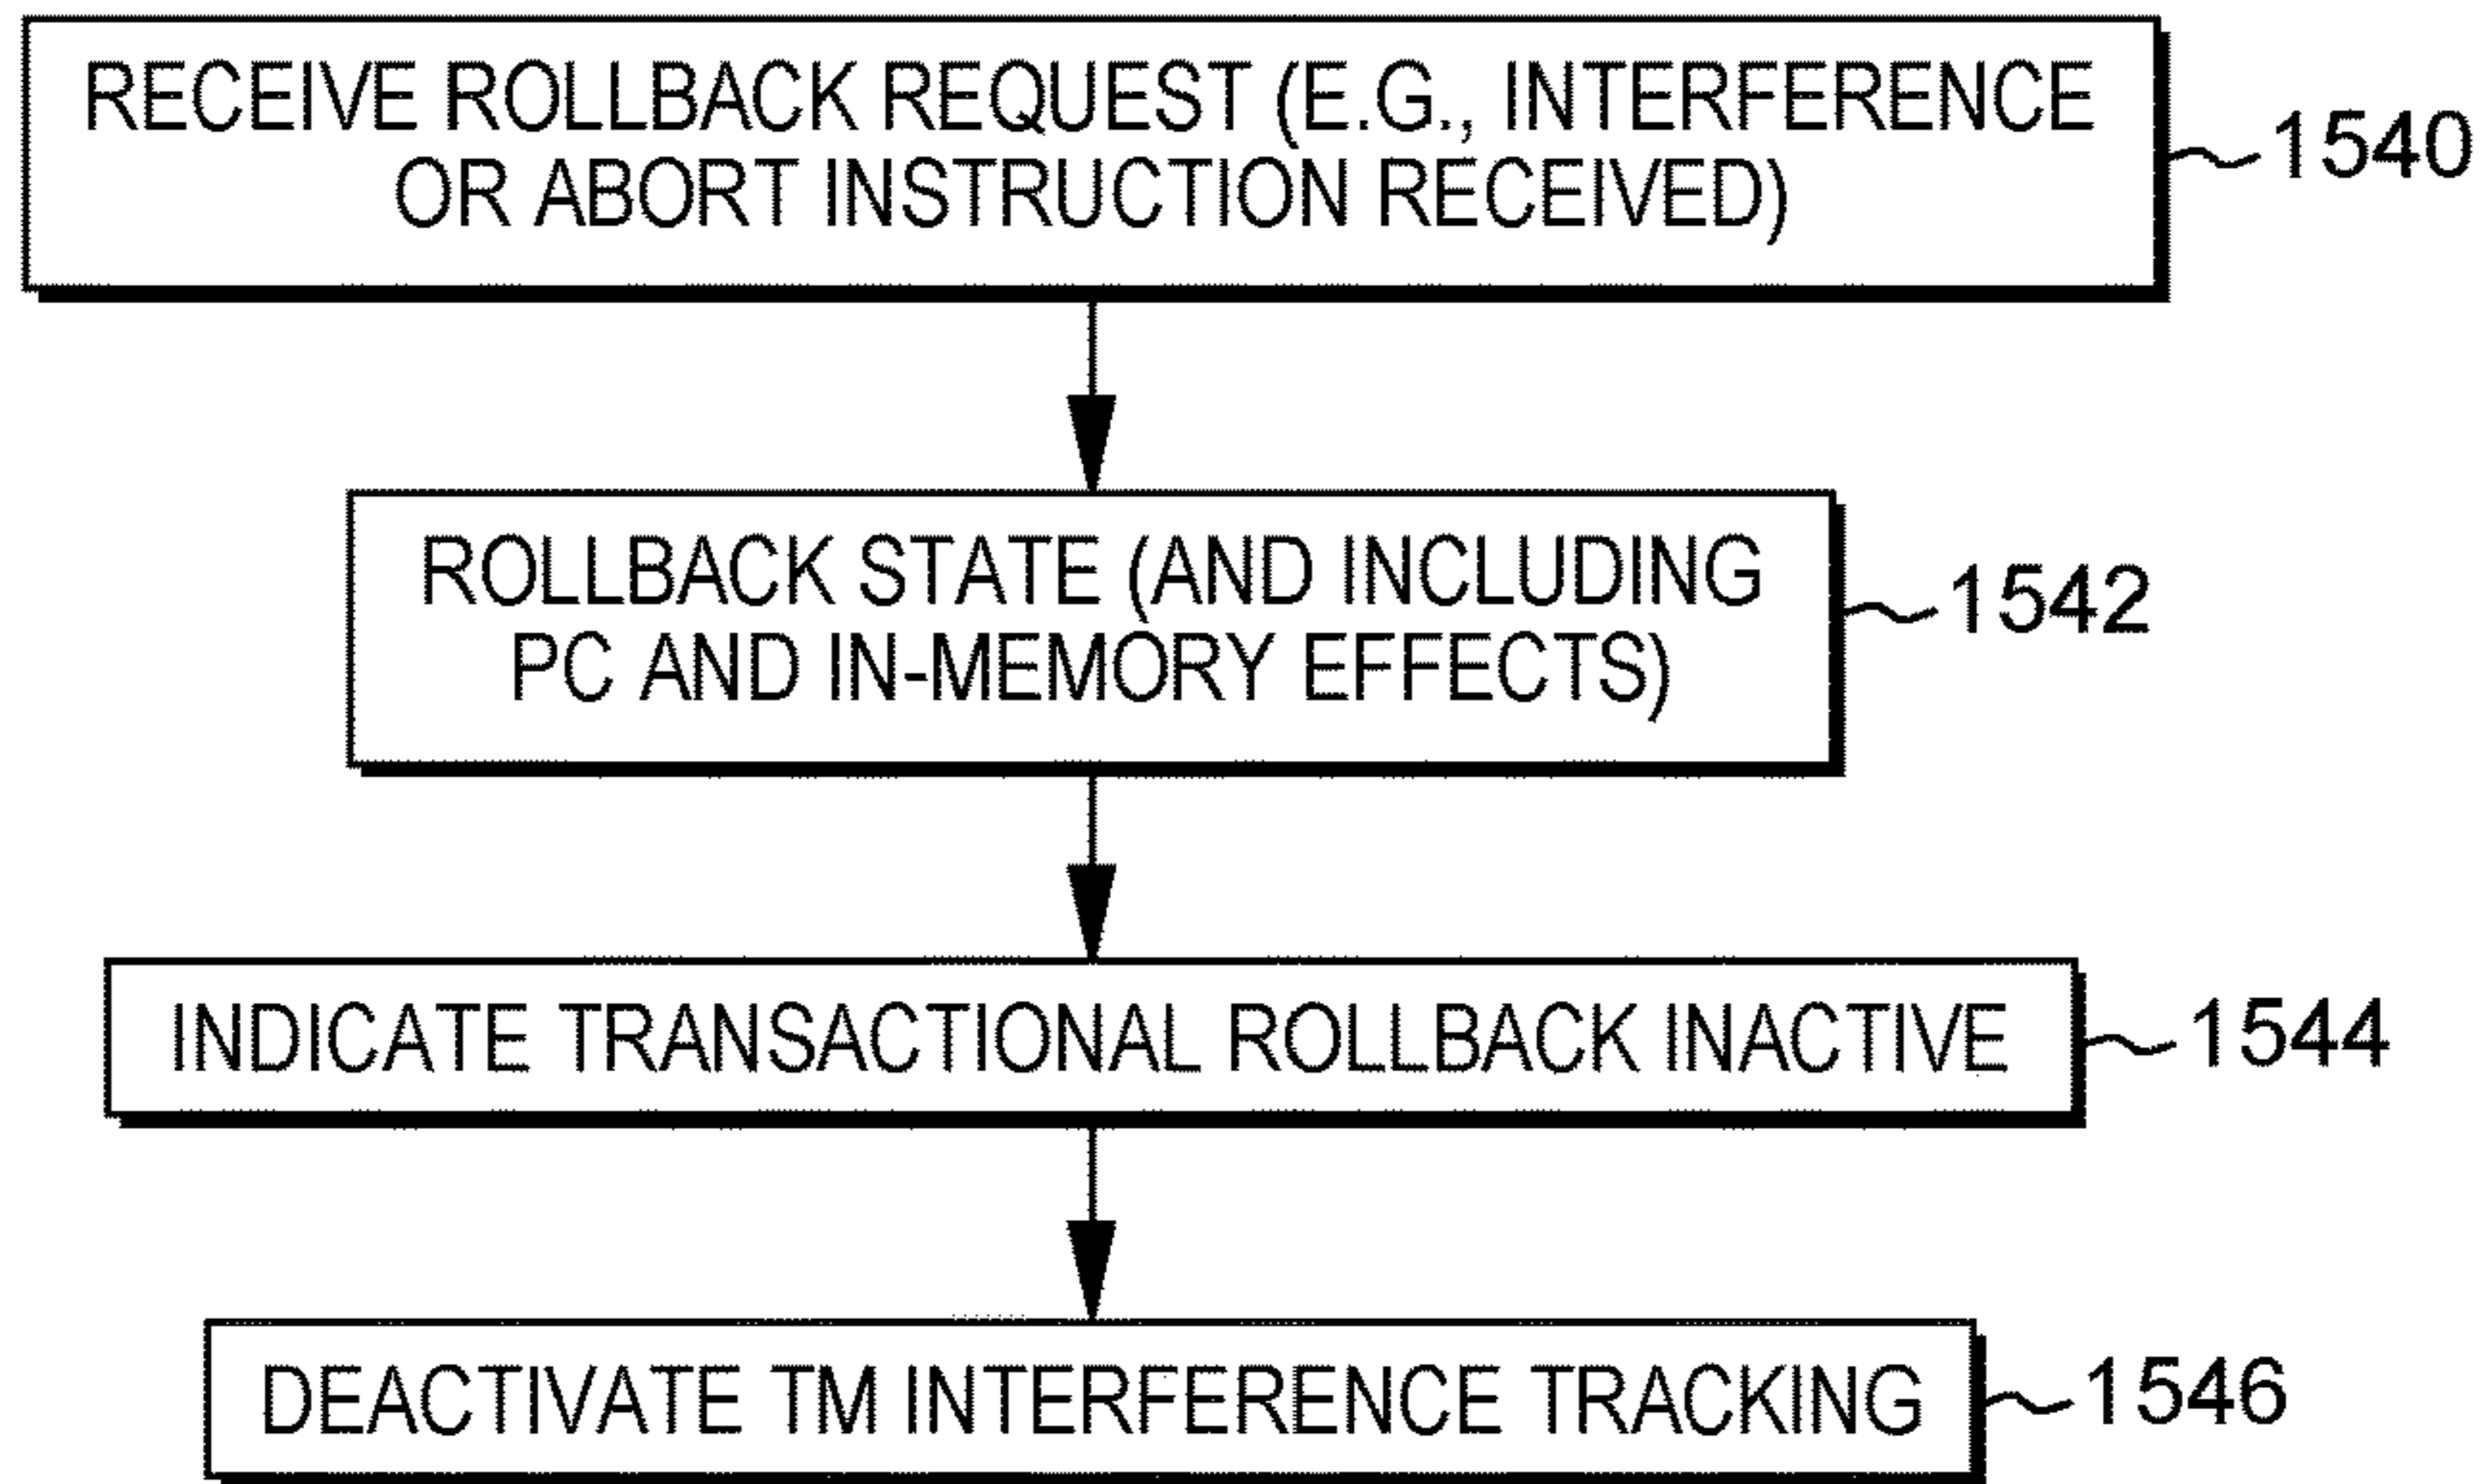 RECEIVE ROLLBACK REQUEST (E.G., INTERFERENCE
OR ABORT INSTRUCTION RECEIVED)
1540
ROLLBACK STATE (AND INCLUDING
PC AND IN-MEMORY EFFECTS)
1542
INDICATE TRANSACTIONAL ROLLBACK INACTIVE
1544
DEACTIVATE TM INTERFERENCE TRACKING
1546